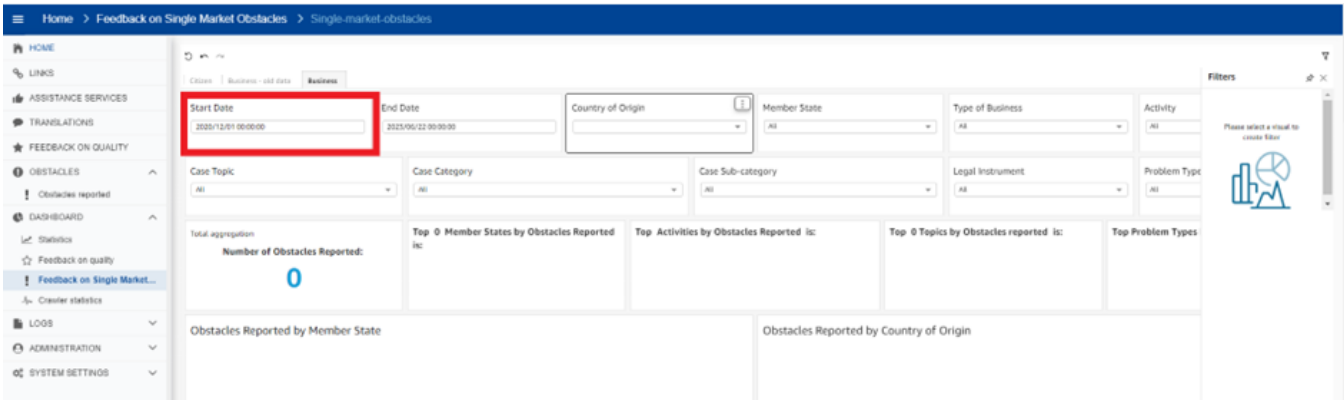 Home > Feedback on Single Market Obstacles > Single-market-obstacles
HOME
LINKS
ASSISTANCE SERVICES
TRANSLATIONS
FEEDBACK ON QUALITY
OBSTACLES
Obstacles reported
DASHBOARD
Statistics
Feedback on quality
Feedback on Single Market...
Crawler statistics
LOGS
ADMINISTRATION
SYSTEM SETTINGS
Citizen
Business - old data
Business
Start Date
2020/12/01 00:00:00
End Date
2025/06/22 00:00:00
Country of Origin
Member State
All
Type of Business
All
Activity
All
Case Topic
All
Case Category
All
Case Sub-category
All
Legal Instrument
All
Problem Type
All
Total aggregation
Number of Obstacles Reported:
0
Top 0 Member States by Obstacles Reported
is:
Top Activities by Obstacles Reported is:
Top 0 Topics by Obstacles reported is:
Top Problem Types
Obstacles Reported by Member State
Obstacles Reported by Country of Origin
Filters
Please select a visual to
create filter